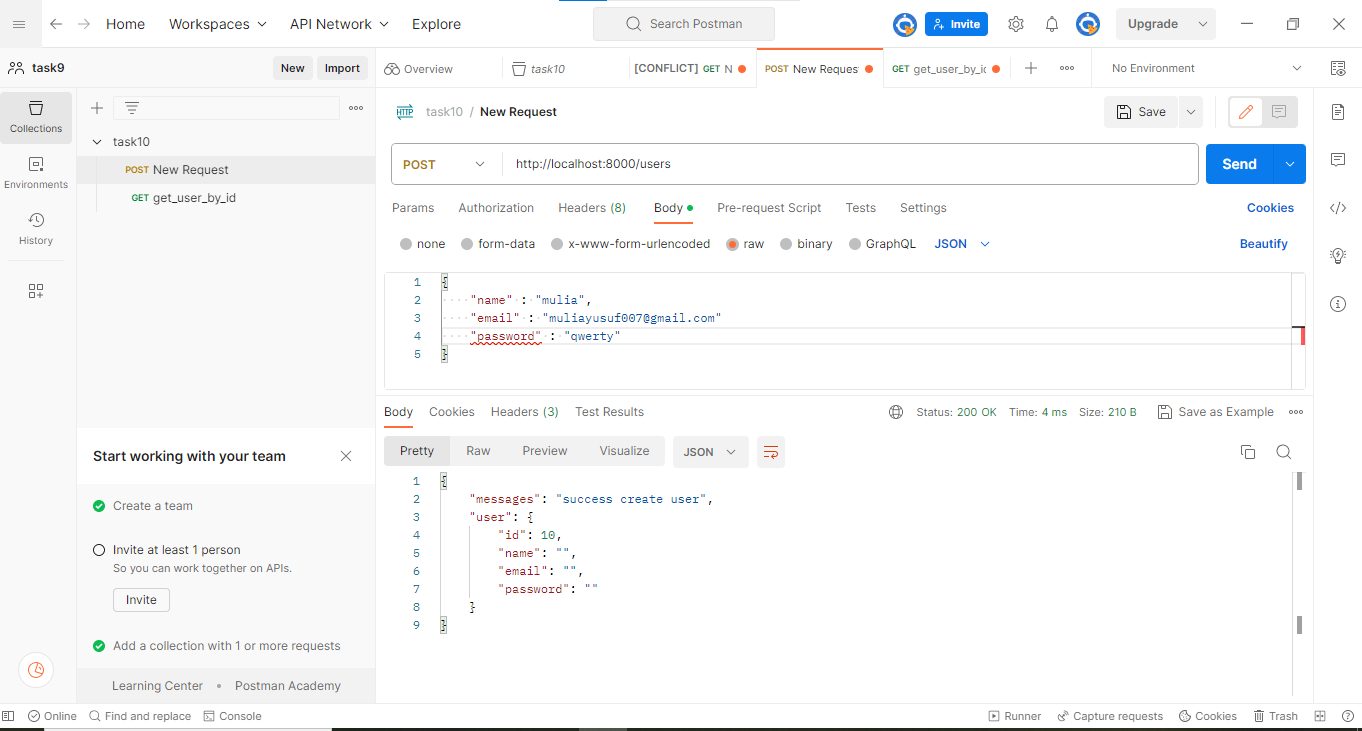 Home Workspaces API Network Explore Search Postman Invite Upgrade
task9 New Import Overview task10 [CONFLICT] GET N POST New Reques GET get_user_by_i No Environment
Collections
Environments
History
task10
POST New Request
GET get_user_by_id
HTTP task10 / New Request Save
POST http://localhost:8000/users Send
Params Authorization Headers (8) Body Pre-request Script Tests Settings Cookies
none form-data x-www-form-urlencoded raw binary GraphQL JSON Beautify
1 {
2 "name" : "mulia",
3 "email" : "muliayusuf007@gmail.com"
4 "password" : "qwerty"
5 }
Body Cookies Headers (3) Test Results Status: 200 OK Time: 4 ms Size: 210 B Save as Example
Pretty Raw Preview Visualize JSON
1 {
2 "messages": "success create user",
3 "user": {
4 "id": 10,
5 "name": "",
6 "email": "",
7 "password": ""
8 }
9 }
Start working with your team
Create a team
Invite at least 1 person
So you can work together on APIs.
Invite
Add a collection with 1 or more requests
Learning Center • Postman Academy
Online Find and replace Console Runner Capture requests Cookies Trash